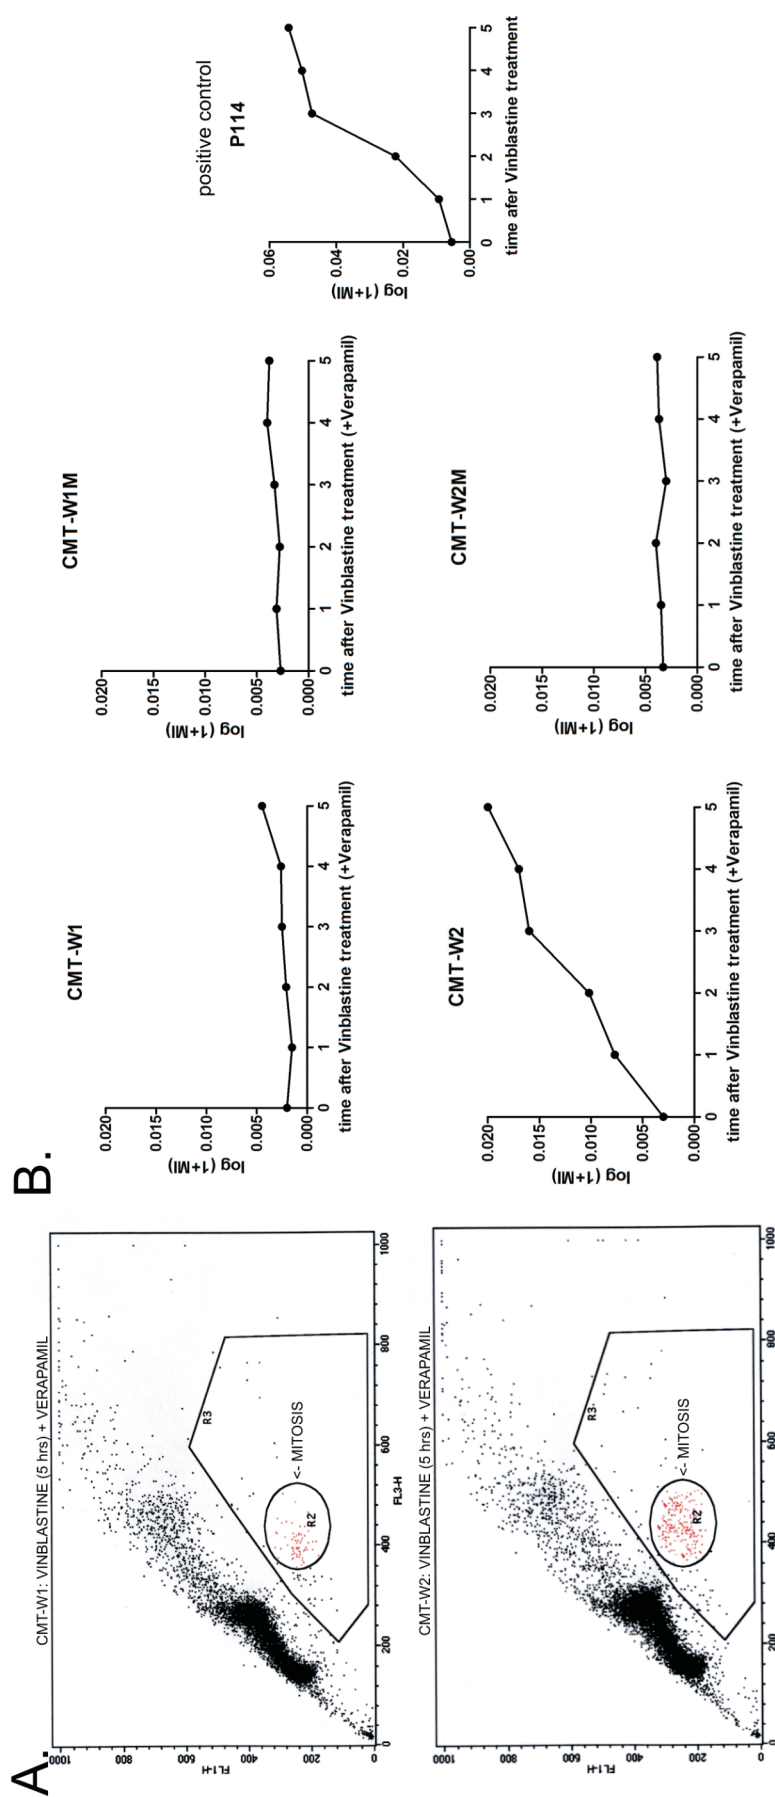 A.
CMT-W1: VINBLASTINE (5 hrs) + VERAPAMIL
1000
800
600
400
200
0
FL1-H
R3
<- MITOSIS
R2
0
200
400
600
800
1000
FL3-H
CMT-W2: VINBLASTINE (5 hrs) + VERAPAMIL
1000
800
600
400
200
0
FL1-H
R3
<- MITOSIS
R2
0
200
400
600
800
1000
B.
CMT-W1
0.020
0.015
0.010
0.005
0.000
log (1+MI)
0 1 2 3 4 5
time after Vinblastine treatment (+Verapamil)
CMT-W1M
0.020
0.015
0.010
0.005
0.000
log (1+MI)
0 1 2 3 4 5
time after Vinblastine treatment (+Verapamil)
positive control
P114
0.06
0.04
0.02
0.00
log (1+MI)
0 1 2 3 4 5
time afer Vinblastine treatment
CMT-W2
0.020
0.015
0.010
0.005
0.000
log (1+MI)
0 1 2 3 4 5
time after Vinblastine treatment (+Verapamil)
CMT-W2M
0.020
0.015
0.010
0.005
0.000
log (1+MI)
0 1 2 3 4 5
time after Vinblastine treatment (+Verapamil)